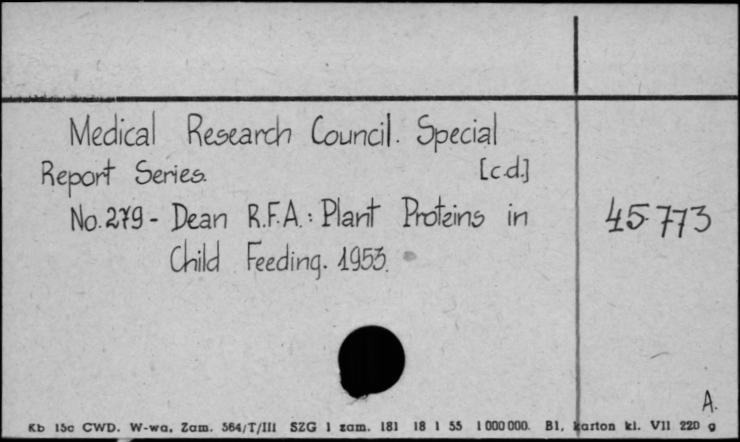 Medical Research Council. Special
Report Series. [c.d.]
No. 279 - Dean R.F.A.: Plant Proteins in
Child Feeding. 1953.
45773
A.
Kb 15c CWD. W-wa, Zam. 564/T/III SZG 1 zam. 181 18 1 55 1 000 000. Bl. karton kl. VII 220 g